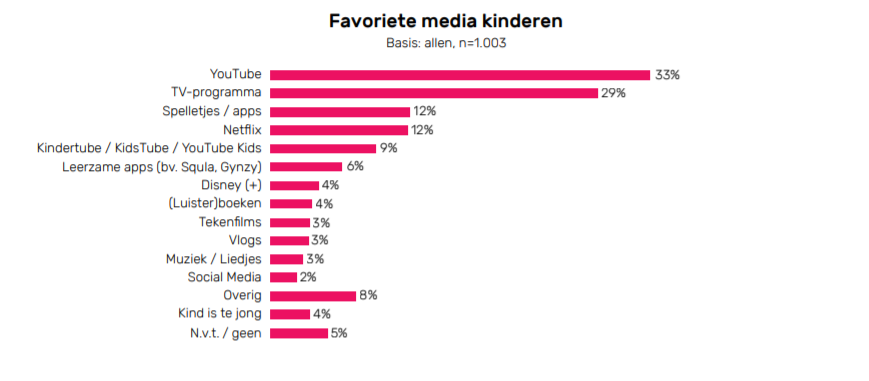 Favoriete media kinderen
Basis: allen, n=1.003
YouTube 33%
TV-programma 29%
Spelletjes / apps 12%
Netflix 12%
Kindertube / KidsTube / YouTube Kids 9%
Leerzame apps (bv. Squla, Gynzy) 6%
Disney (+) 4%
(Luister)boeken 4%
Tekenfilms 3%
Vlogs 3%
Muziek / Liedjes 3%
Social Media 2%
Overig 8%
Kind is te jong 4%
N.v.t. / geen 5%